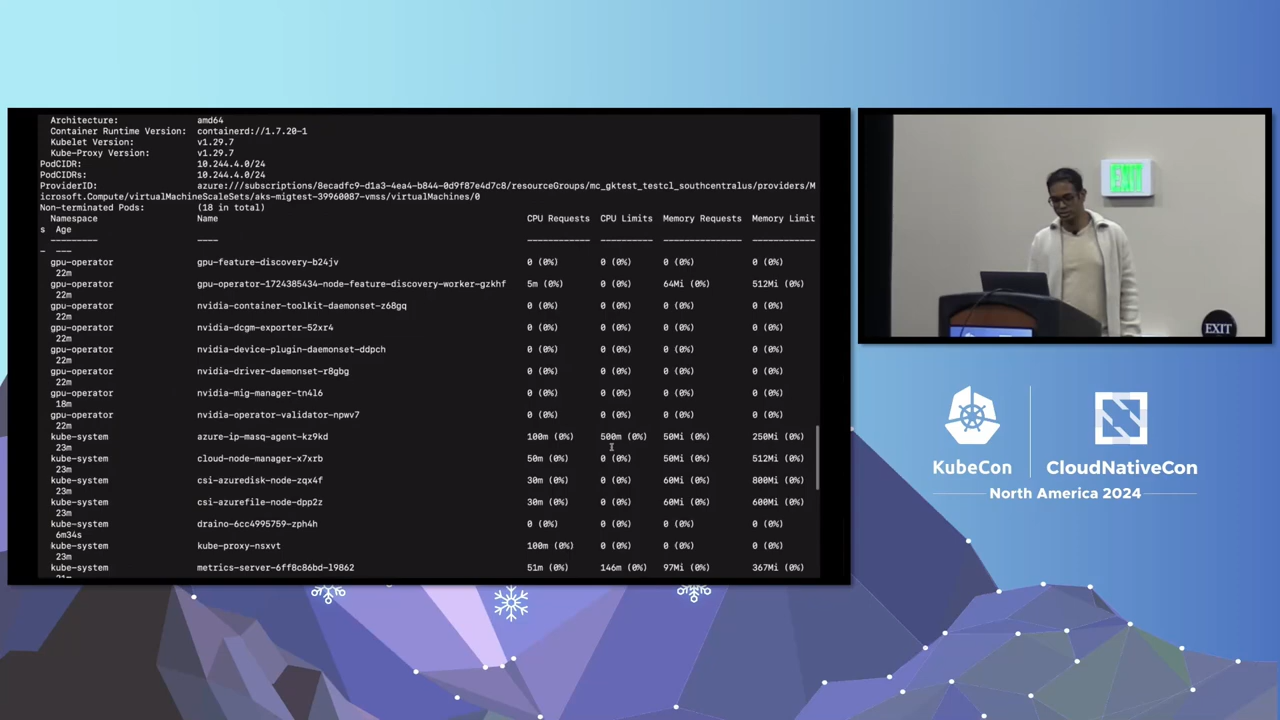 Architecture: amd64
Container Runtime Version: containerd://1.7.20-1
Kubelet Version: v1.29.7
Kube-Proxy Version: v1.29.7
PodCIDR: 10.244.4.0/24
PodCIDRs: 10.244.4.0/24
ProviderID: azure:///subscriptions/8ecadfc9-d1a3-4ea4-b844-0d9f87e4d7c8/resourceGroups/mc_gktest_testcl_southcentralus/providers/M
icrosoft.Compute/virtualMachineScaleSets/aks-migtest-39960087-vmss/virtualMachines/0
Non-terminated Pods: (18 in total)
Namespace Name CPU Requests CPU Limits Memory Requests Memory Limit
s Age
--------- ---- ------------ ---------- --------------- ------------
- ---
gpu-operator gpu-feature-discovery-b24jv 0 (0%) 0 (0%) 0 (0%) 0 (0%)
22m
gpu-operator gpu-operator-1724385434-node-feature-discovery-worker-gzkhf 5m (0%) 0 (0%) 64Mi (0%) 512Mi (0%)
22m
gpu-operator nvidia-container-toolkit-daemonset-z68gq 0 (0%) 0 (0%) 0 (0%) 0 (0%)
22m
gpu-operator nvidia-dcgm-exporter-52xr4 0 (0%) 0 (0%) 0 (0%) 0 (0%)
22m
gpu-operator nvidia-device-plugin-daemonset-ddpch 0 (0%) 0 (0%) 0 (0%) 0 (0%)
22m
gpu-operator nvidia-driver-daemonset-r8gbg 0 (0%) 0 (0%) 0 (0%) 0 (0%)
22m
gpu-operator nvidia-mig-manager-tn4l6 0 (0%) 0 (0%) 0 (0%) 0 (0%)
18m
gpu-operator nvidia-operator-validator-npwv7 0 (0%) 0 (0%) 0 (0%) 0 (0%)
22m
kube-system azure-ip-masq-agent-kz9kd 100m (0%) 500m (0%) 50Mi (0%) 250Mi (0%)
23m
kube-system cloud-node-manager-x7xrb 50m (0%) 0 (0%) 50Mi (0%) 512Mi (0%)
23m
kube-system csi-azuredisk-node-zqx4f 30m (0%) 0 (0%) 60Mi (0%) 800Mi (0%)
23m
kube-system csi-azurefile-node-dpp2z 30m (0%) 0 (0%) 60Mi (0%) 600Mi (0%)
23m
kube-system draino-6cc4995759-zph4h 0 (0%) 0 (0%) 0 (0%) 0 (0%)
6m34s
kube-system kube-proxy-nsxvt 100m (0%) 0 (0%) 0 (0%) 0 (0%)
23m
kube-system metrics-server-6ff8c86bd-l9862 51m (0%) 146m (0%) 97Mi (0%) 367Mi (0%)
EXIT
EXIT
KubeCon CloudNativeCon
North America 2024